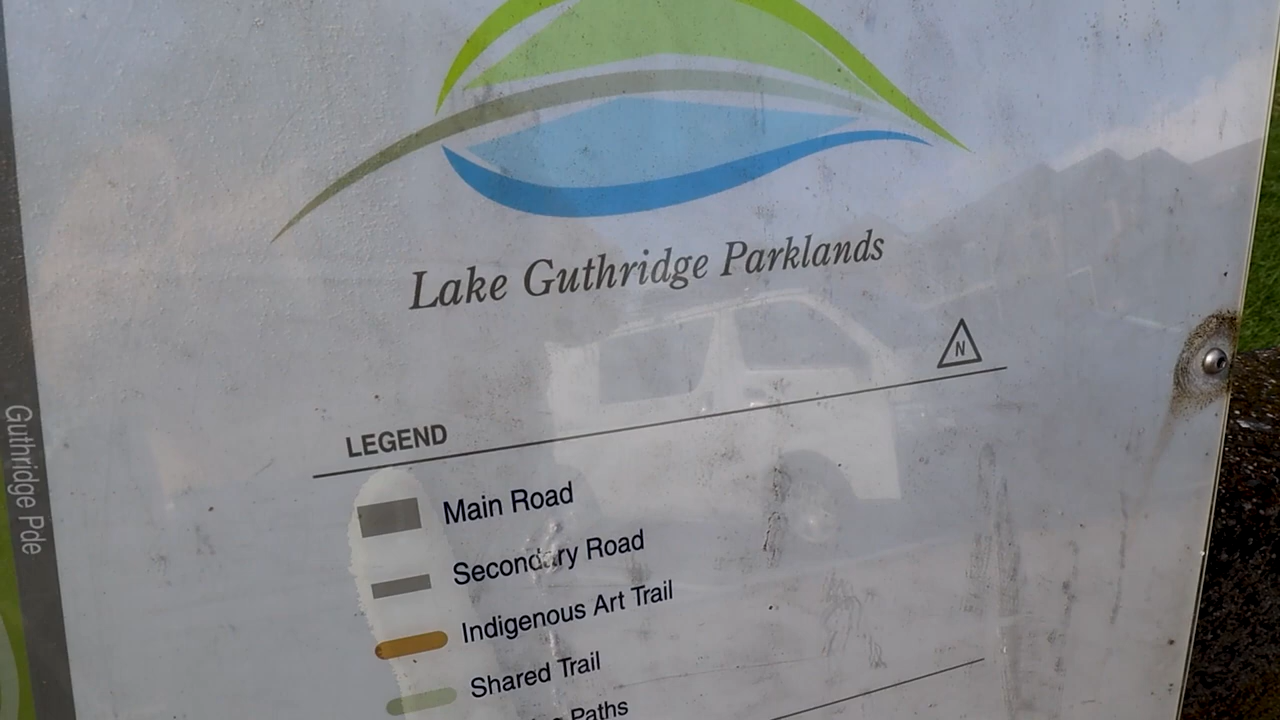 Lake Guthridge Parklands
N
LEGEND
Main Road
Secondary Road
Indigenous Art Trail
Shared Trail
Paths
Guthridge Pde